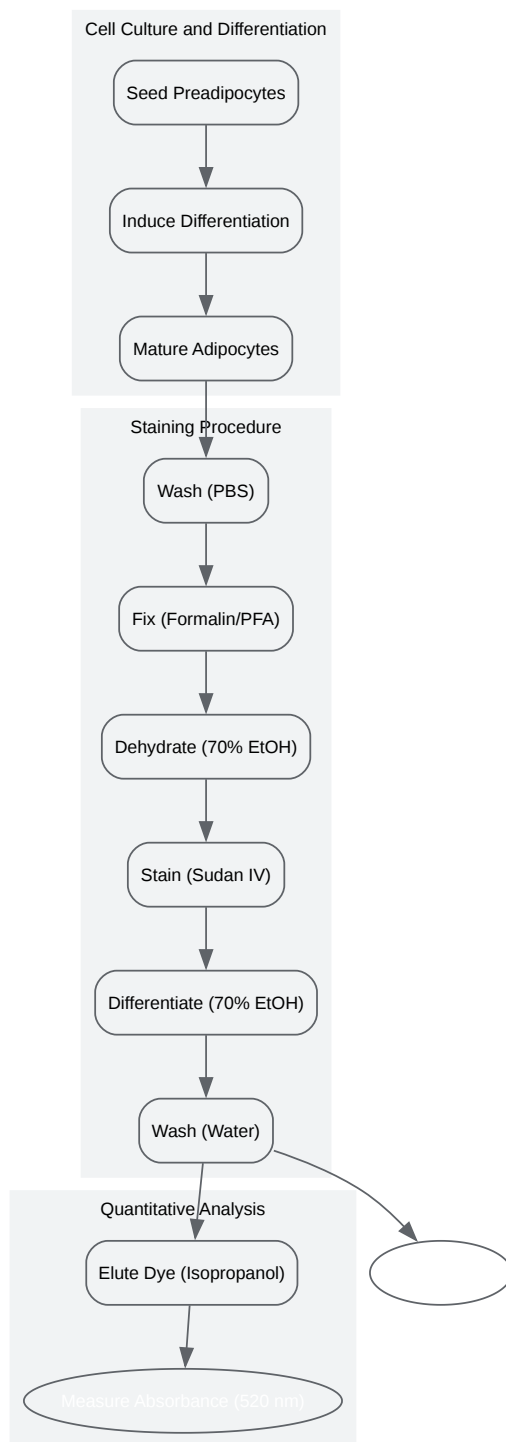 Cell Culture and Differentiation
Seed Preadipocytes
Induce Differentiation
Mature Adipocytes
Staining Procedure
Wash (PBS)
Fix (Formalin/PFA)
Dehydrate (70% EtOH)
Stain (Sudan IV)
Differentiate (70% EtOH)
Wash (Water)
Quantitative Analysis
Elute Dye (Isopropanol)
Measure Absorbance (520 nm)